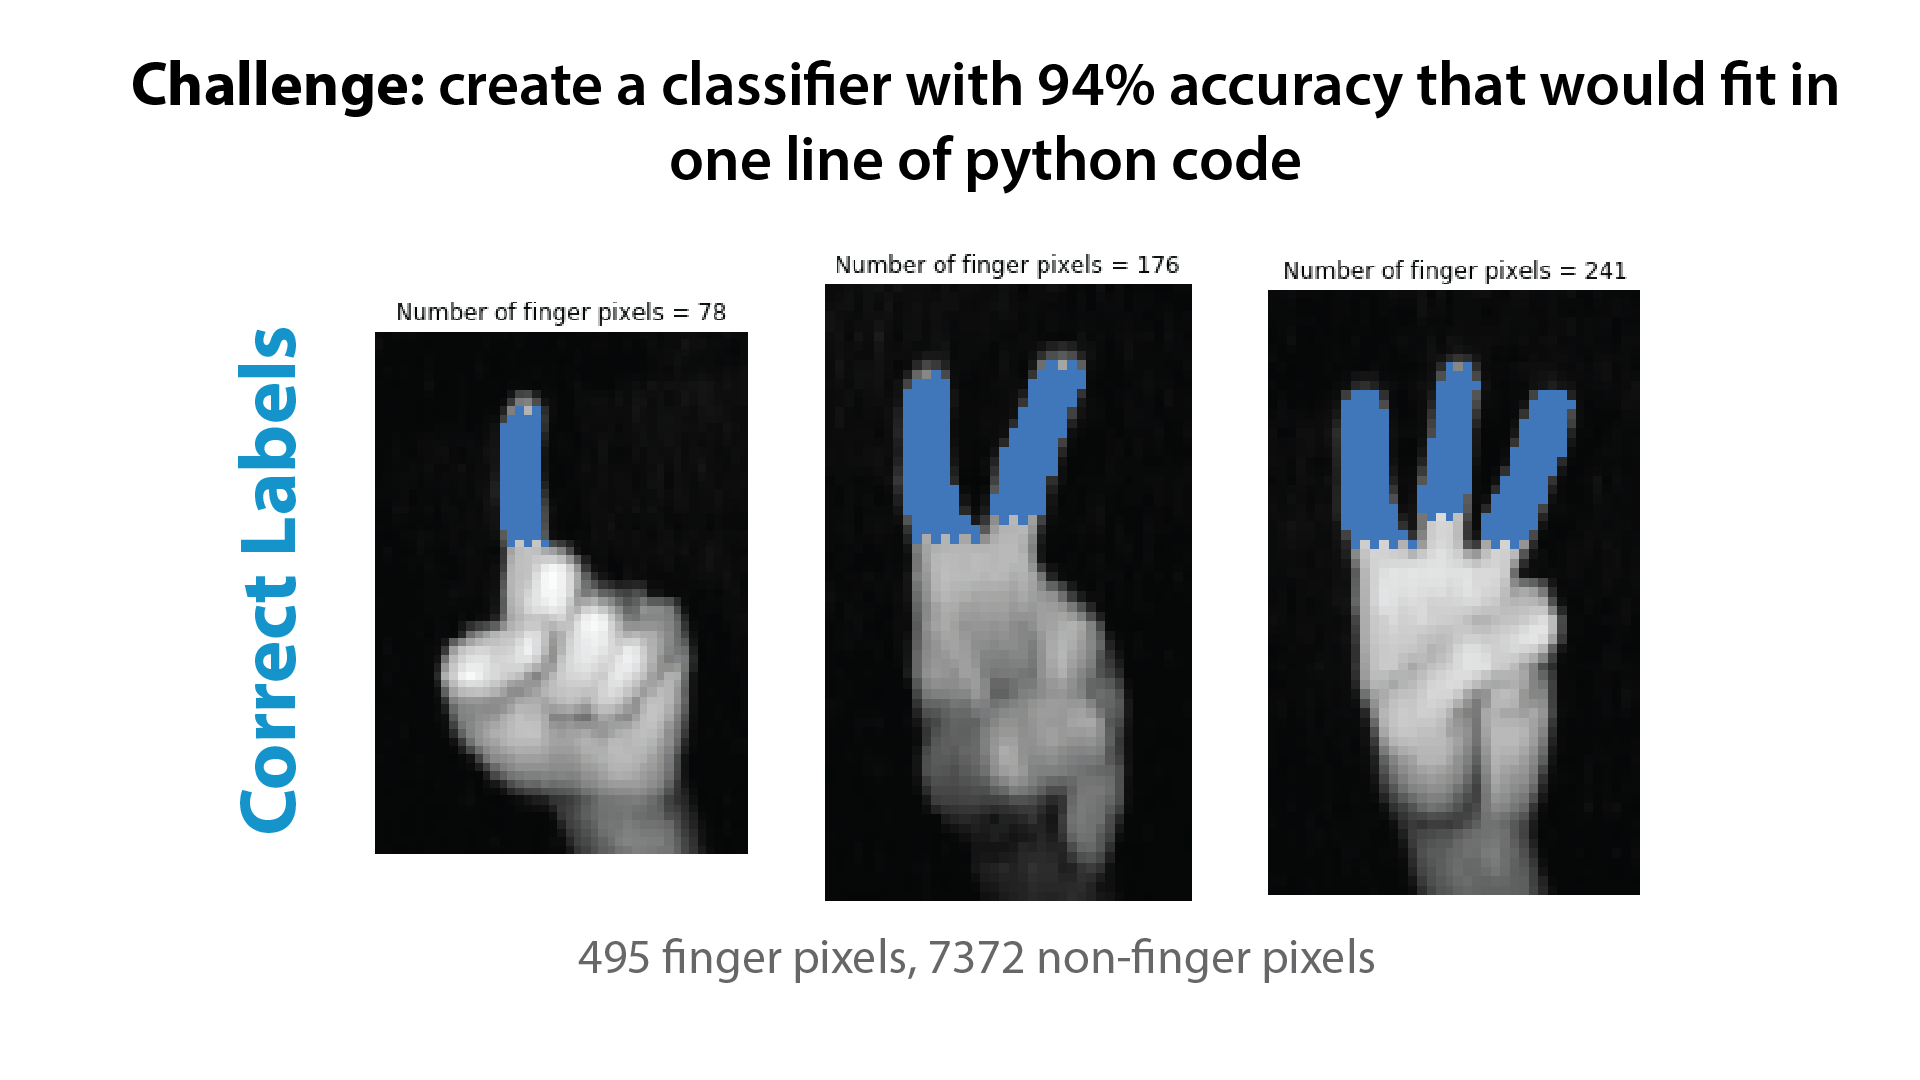 Challenge: create a classifier with 94% accuracy that would fit in
one line of python code
Correct Labels
Number of finger pixels = 78
Number of finger pixels = 176
Number of finger pixels = 241
495 finger pixels, 7372 non-finger pixels